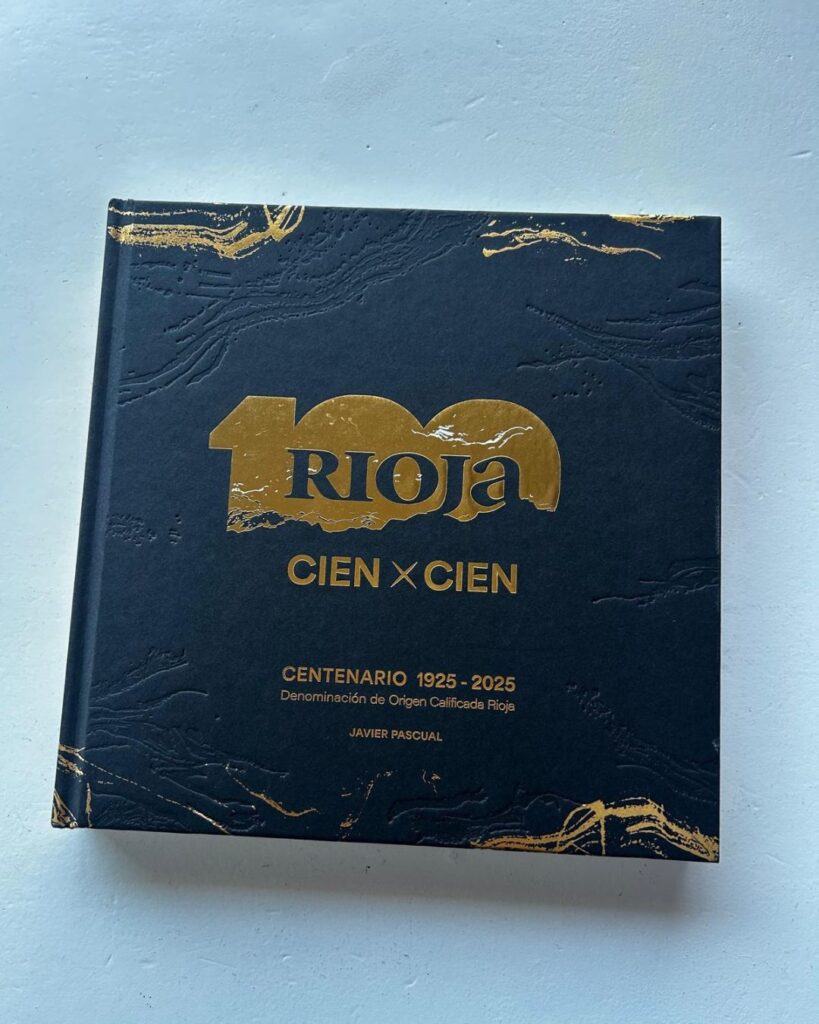 100
RIOJa
CIEN X CIEN
CENTENARIO 1925 - 2025
Denominación de Origen Calificada Rioja
JAVIER PASCUAL